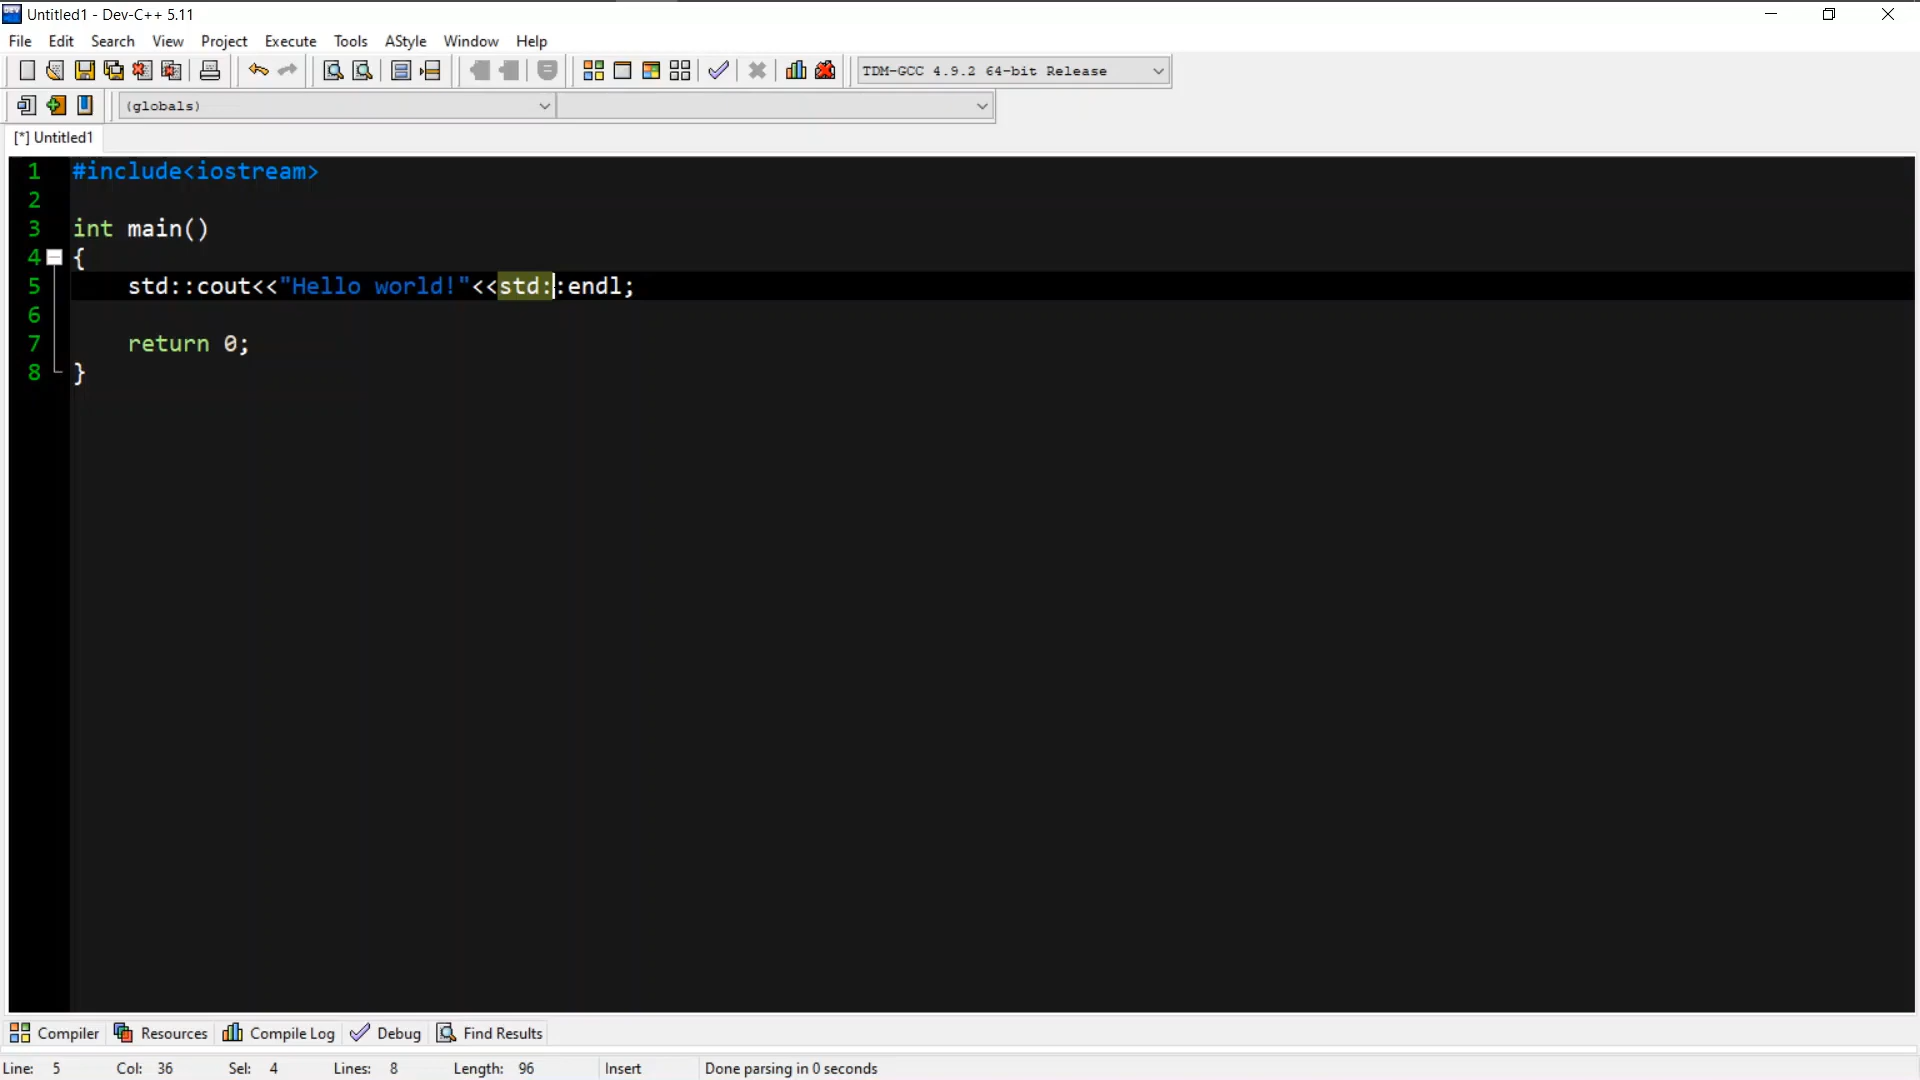 Untitled1 - Dev-C++ 5.11
File Edit Search View Project Execute Tools AStyle Window Help
TDM-GCC 4.9.2 64-bit Release
(globals)
[*] Untitled1
1 #include<iostream>
2
3 int main()
4 {
5 std::cout<<"Hello world!"<<std::endl;
6
7 return 0;
8 }
Compiler Resources Compile Log Debug Find Results
Line: 5 Col: 36 Sel: 4 Lines: 8 Length: 96 Insert Done parsing in 0 seconds